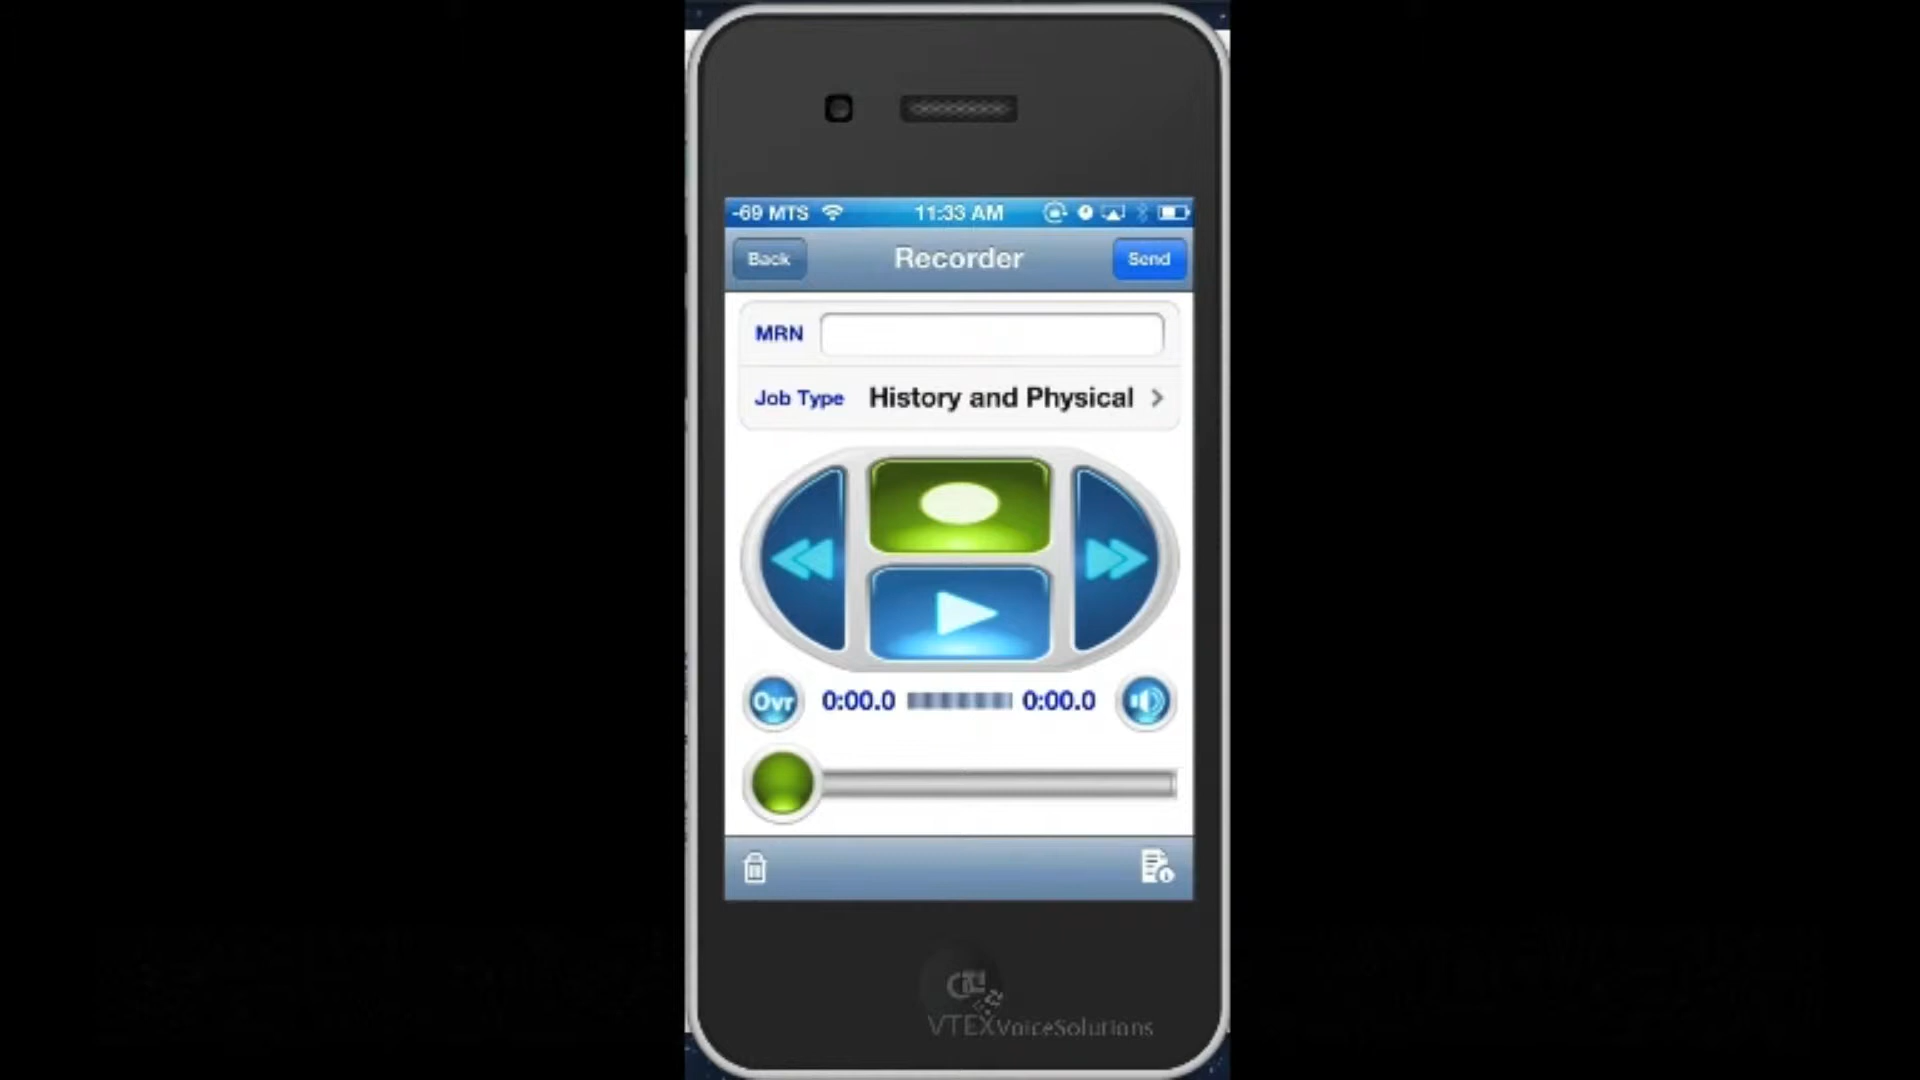 -69 MTS 11:33 AM
Back Recorder Send
MRN
Job Type History and Physical
Ovr 0:00.0 0:00.0
VTEXVoiceSolutions